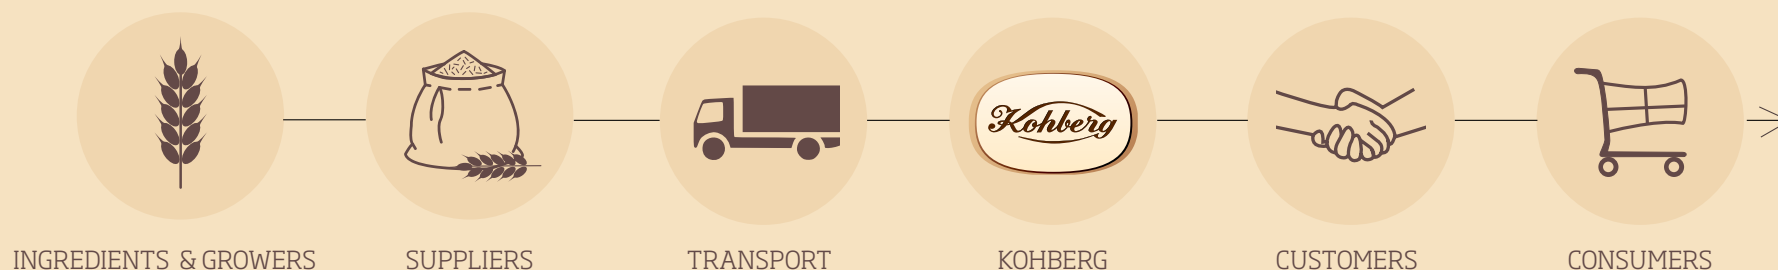 Kohberg
INGREDIENTS & GROWERS
SUPPLIERS
TRANSPORT
KOHBERG
CUSTOMERS
CONSUMERS